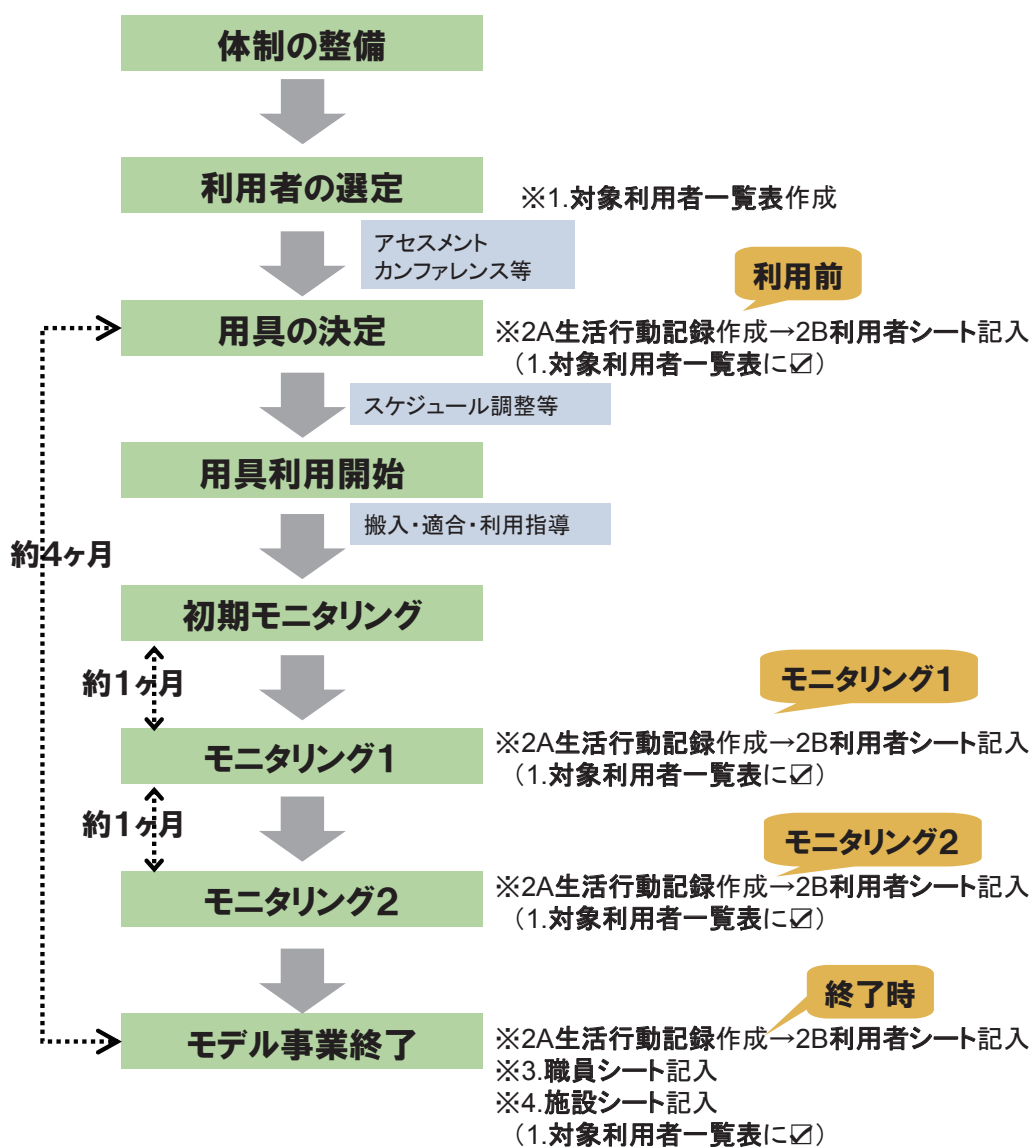 体制の整備
利用者の選定
※1.対象利用者一覧表作成
アセスメント
カンファレンス等
利用前
用具の決定
※2A生活行動記録作成→2B利用者シート記入
（1.対象利用者一覧表に☑）
スケジュール調整等
用具利用開始
搬入・適合・利用指導
約4ヶ月
初期モニタリング
約1ヶ月
モニタリング1
モニタリング1
※2A生活行動記録作成→2B利用者シート記入
（1.対象利用者一覧表に☑）
約1ヶ月
モニタリング2
モニタリング2
※2A生活行動記録作成→2B利用者シート記入
（1.対象利用者一覧表に☑）
終了時
モデル事業終了
※2A生活行動記録作成→2B利用者シート記入
※3.職員シート記入
※4.施設シート記入
（1.対象利用者一覧表に☑）